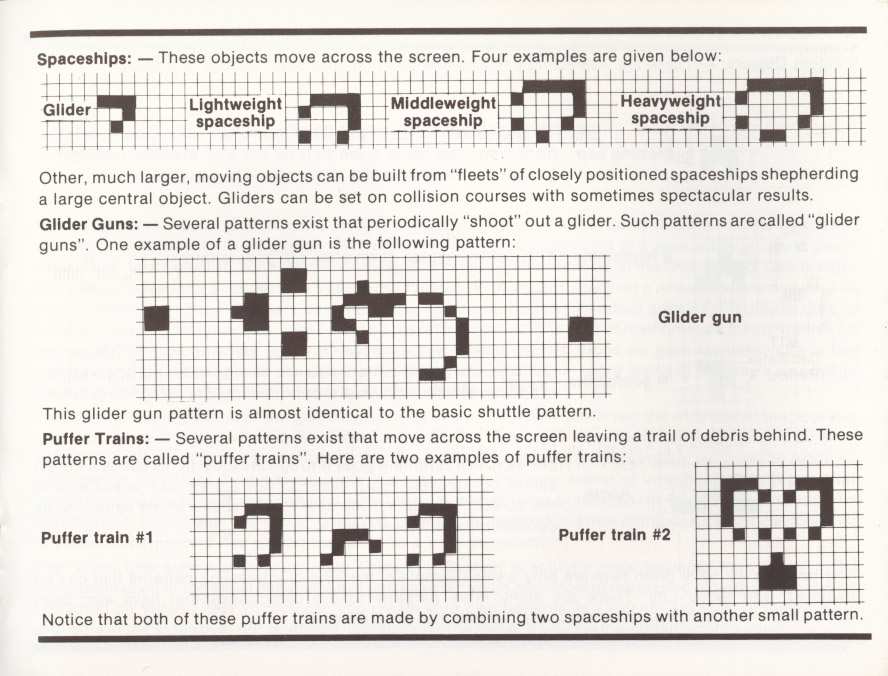 Spaceships: — These objects move across the screen. Four examples are given below:
Glider
Lightweight
spaceship
Middleweight
spaceship
Heavyweight
spaceship
Other, much larger, moving objects can be built from “fleets” of closely positioned spaceships shepherding
a large central object. Gliders can be set on collision courses with sometimes spectacular results.
Glider Guns: — Several patterns exist that periodically “shoot” out a glider. Such patterns are called “glider
guns”. One example of a glider gun is the following pattern:
Glider gun
This glider gun pattern is almost identical to the basic shuttle pattern.
Puffer Trains: — Several patterns exist that move across the screen leaving a trail of debris behind. These
patterns are called “puffer trains”. Here are two examples of puffer trains:
Puffer train #1
Puffer train #2
Notice that both of these puffer trains are made by combining two spaceships with another small pattern.